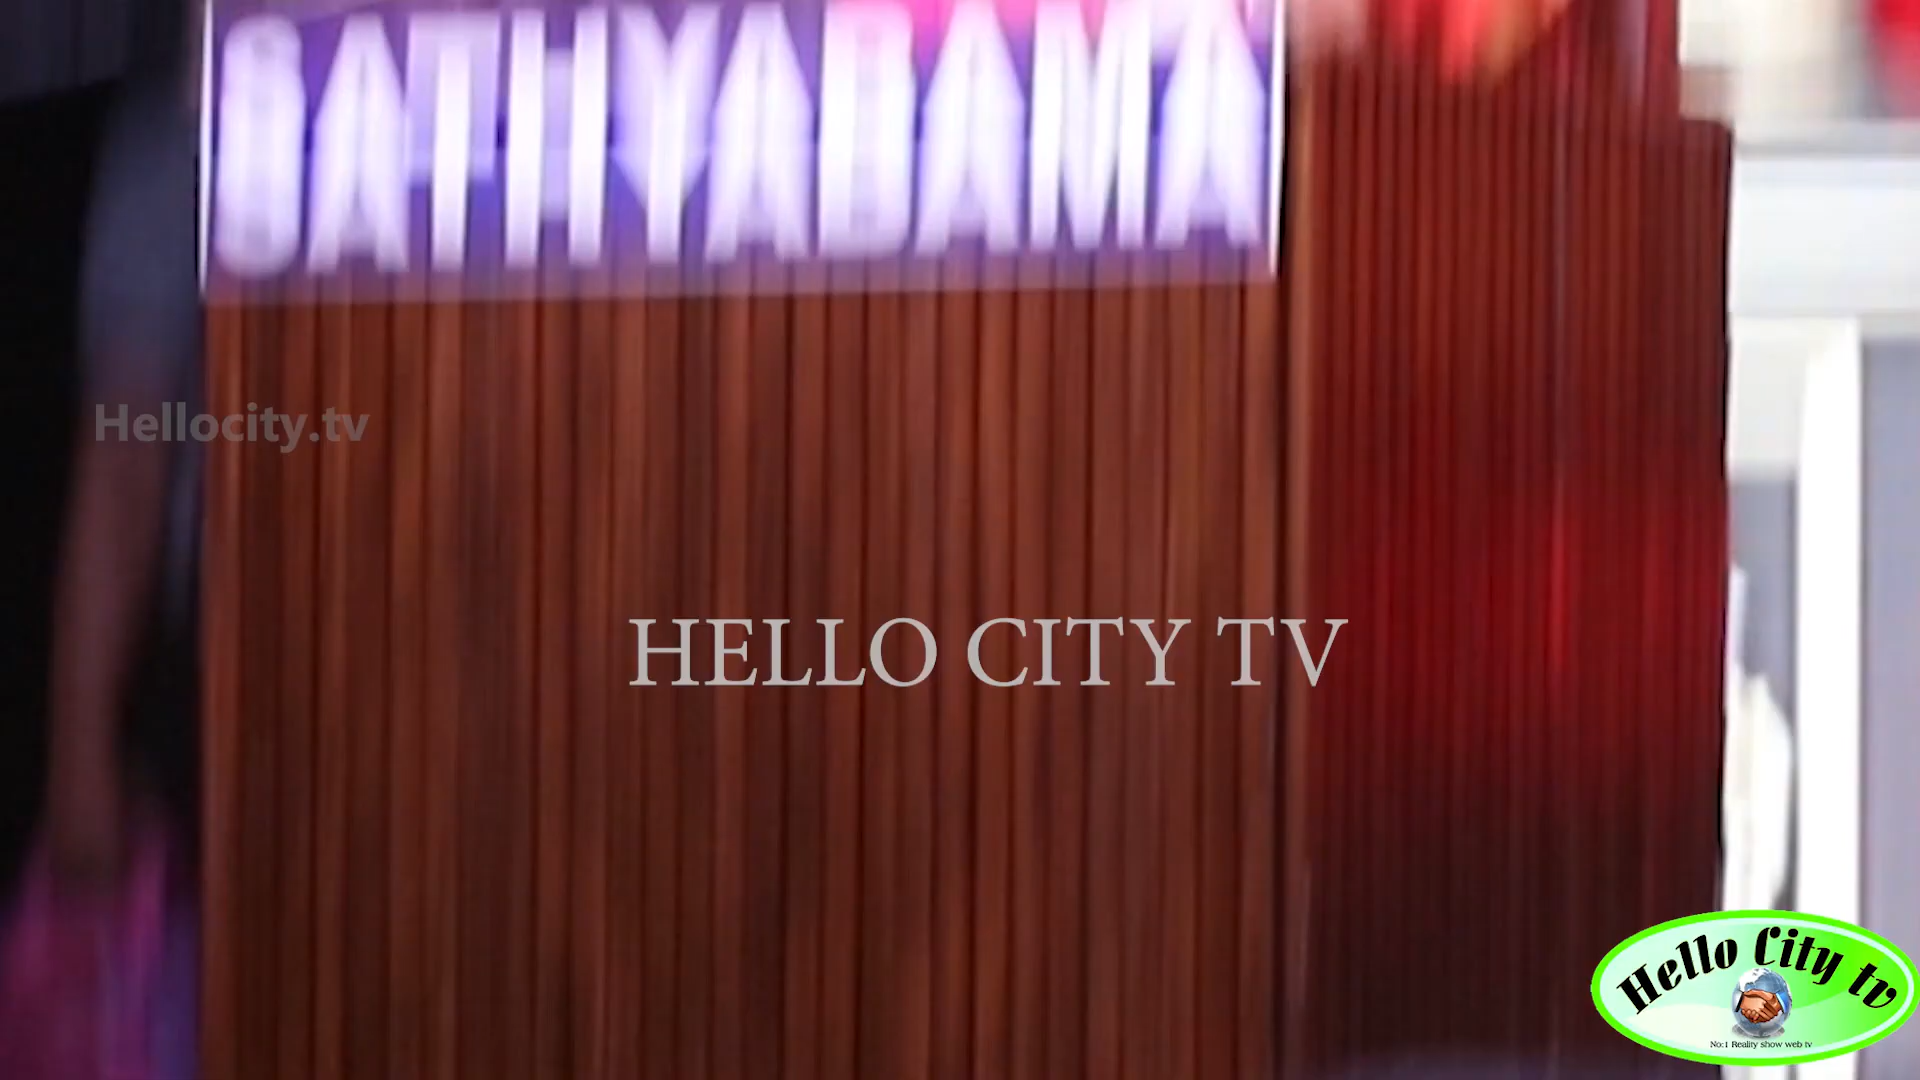 SATHYABAMA
Hellocity.tv
HELLO CITY TV
Hello City tv
No:1 Reality show web tv